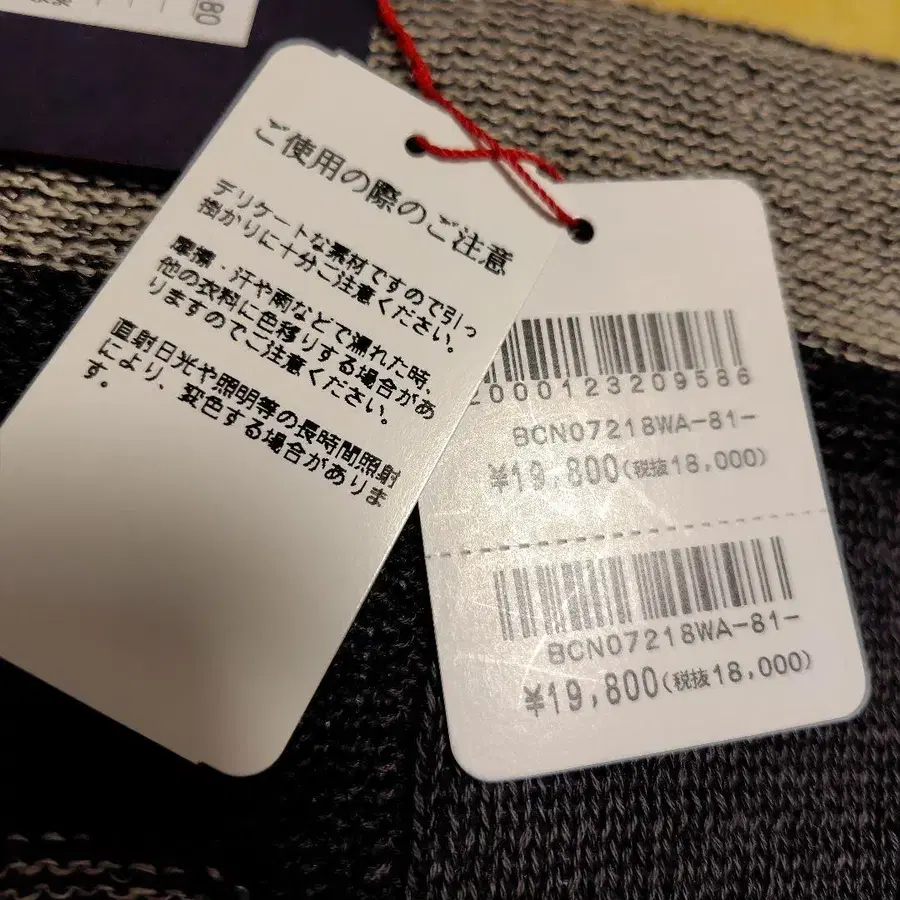 180
ご使用の際のご注意
デリケートな素材ですので引っ
掛かりに十分ご注意ください。
摩擦・汗や雨などで濡れた時、
他の衣料に色移りする場合があ
りますのでご注意ください。
直射日光や照明等の長時間照射
により、変色する場合がありま
す。
20000123209586
BCN07218WA-81-
¥19,800(税抜18,000)
BCN07218WA-81-
¥19,800(税抜18,000)